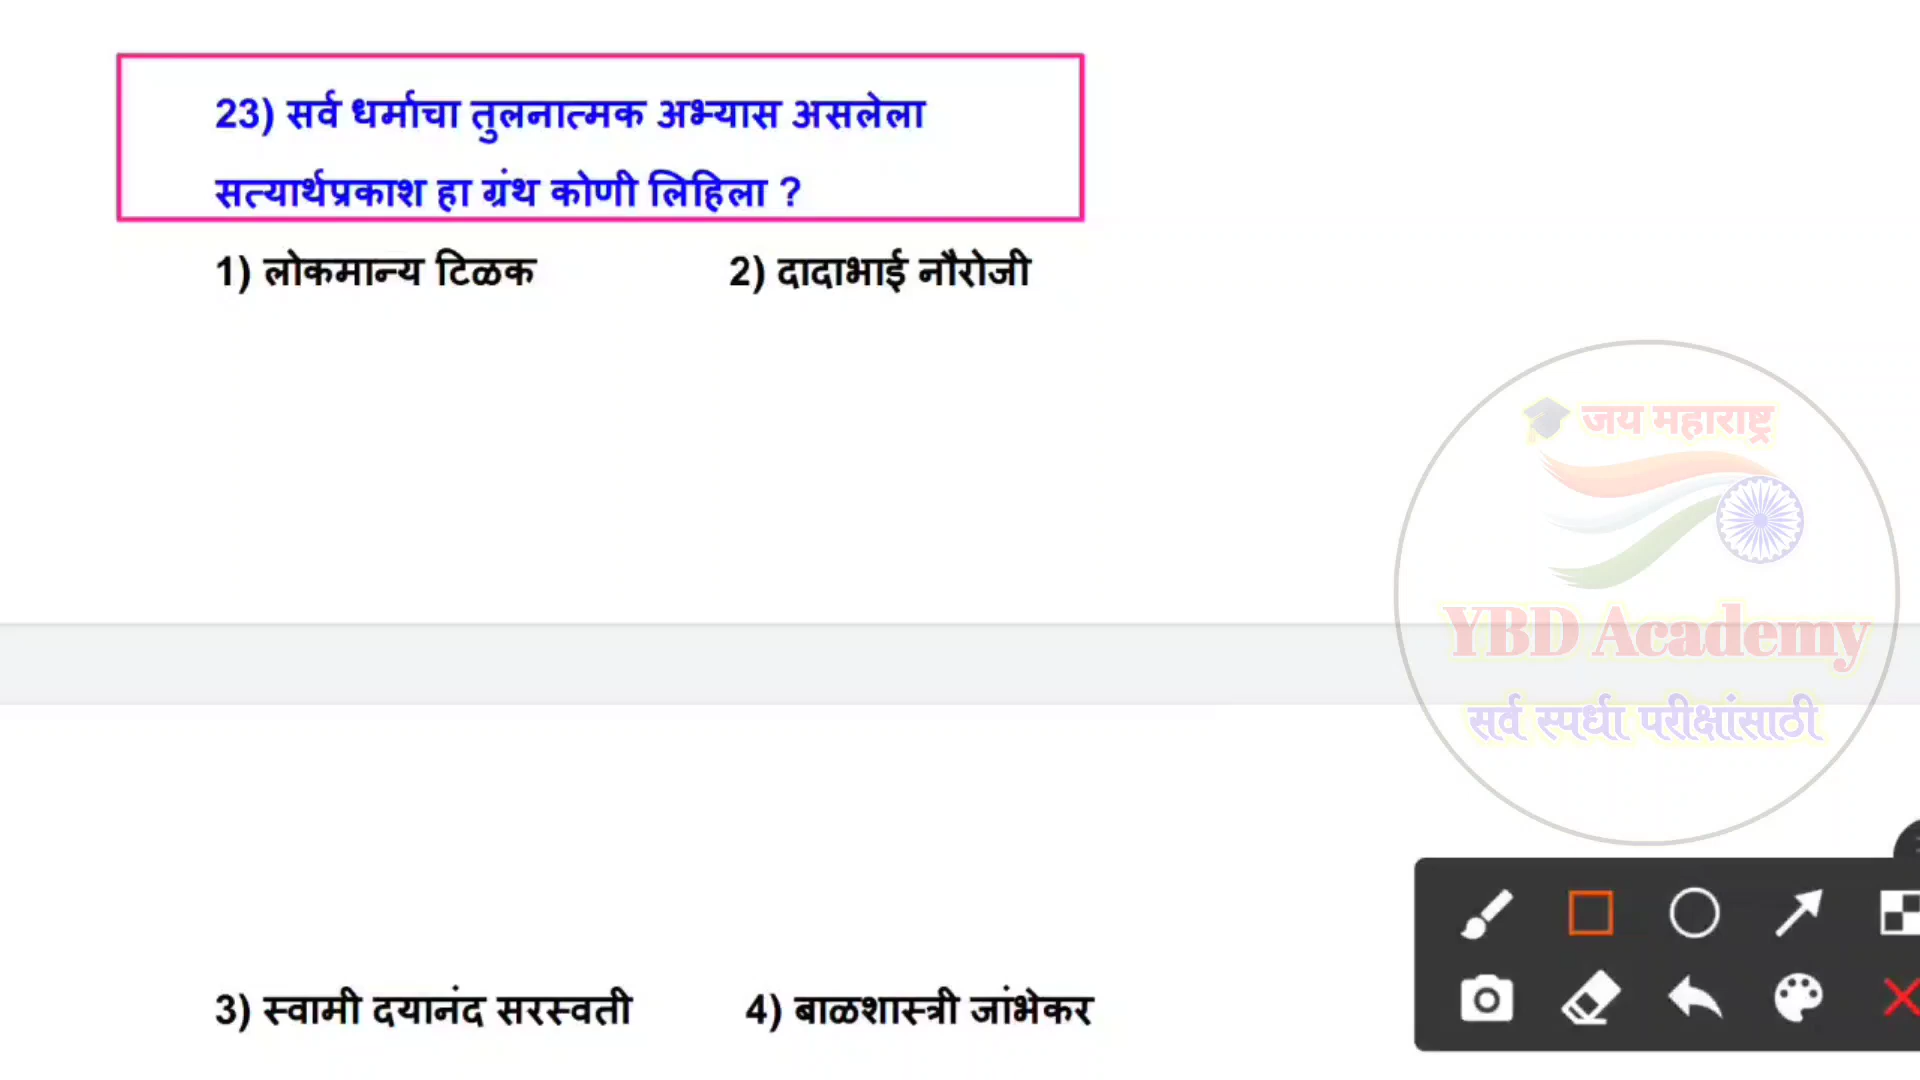 23) सर्व धर्माचा तुलनात्मक अभ्यास असलेला
सत्यार्थप्रकाश हा ग्रंथ कोणी लिहिला ?
1) लोकमान्य टिळक 2) दादाभाई नौरोजी
जय महाराष्ट्र
YBD Academy
सर्व स्पर्धा परीक्षांसाठी
3) स्वामी दयानंद सरस्वती 4) बाळशास्त्री जांभेकर